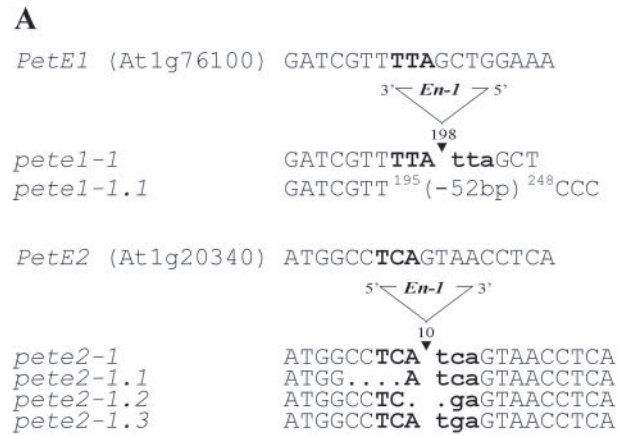 A
PetE1 (At1g76100) GATCGTTTTAGCTGGAAA
3’ En-1 5’
198
pete1-1 GATCGTTTTA ttaGCT
pete1-1.1 GATCGTT 195(-52bp) 248CCC
PetE2 (At1g20340) ATGGCCTCAGTAACCTCA
5’ En-1 3’
10
pete2-1 ATGGCCTCA tcaGTAACCTCA
pete2-1.1 ATGG....A tcaGTAACCTCA
pete2-1.2 ATGGCCTC. .gaGTAACCTCA
pete2-1.3 ATGGCCTCA tgaGTAACCTCA